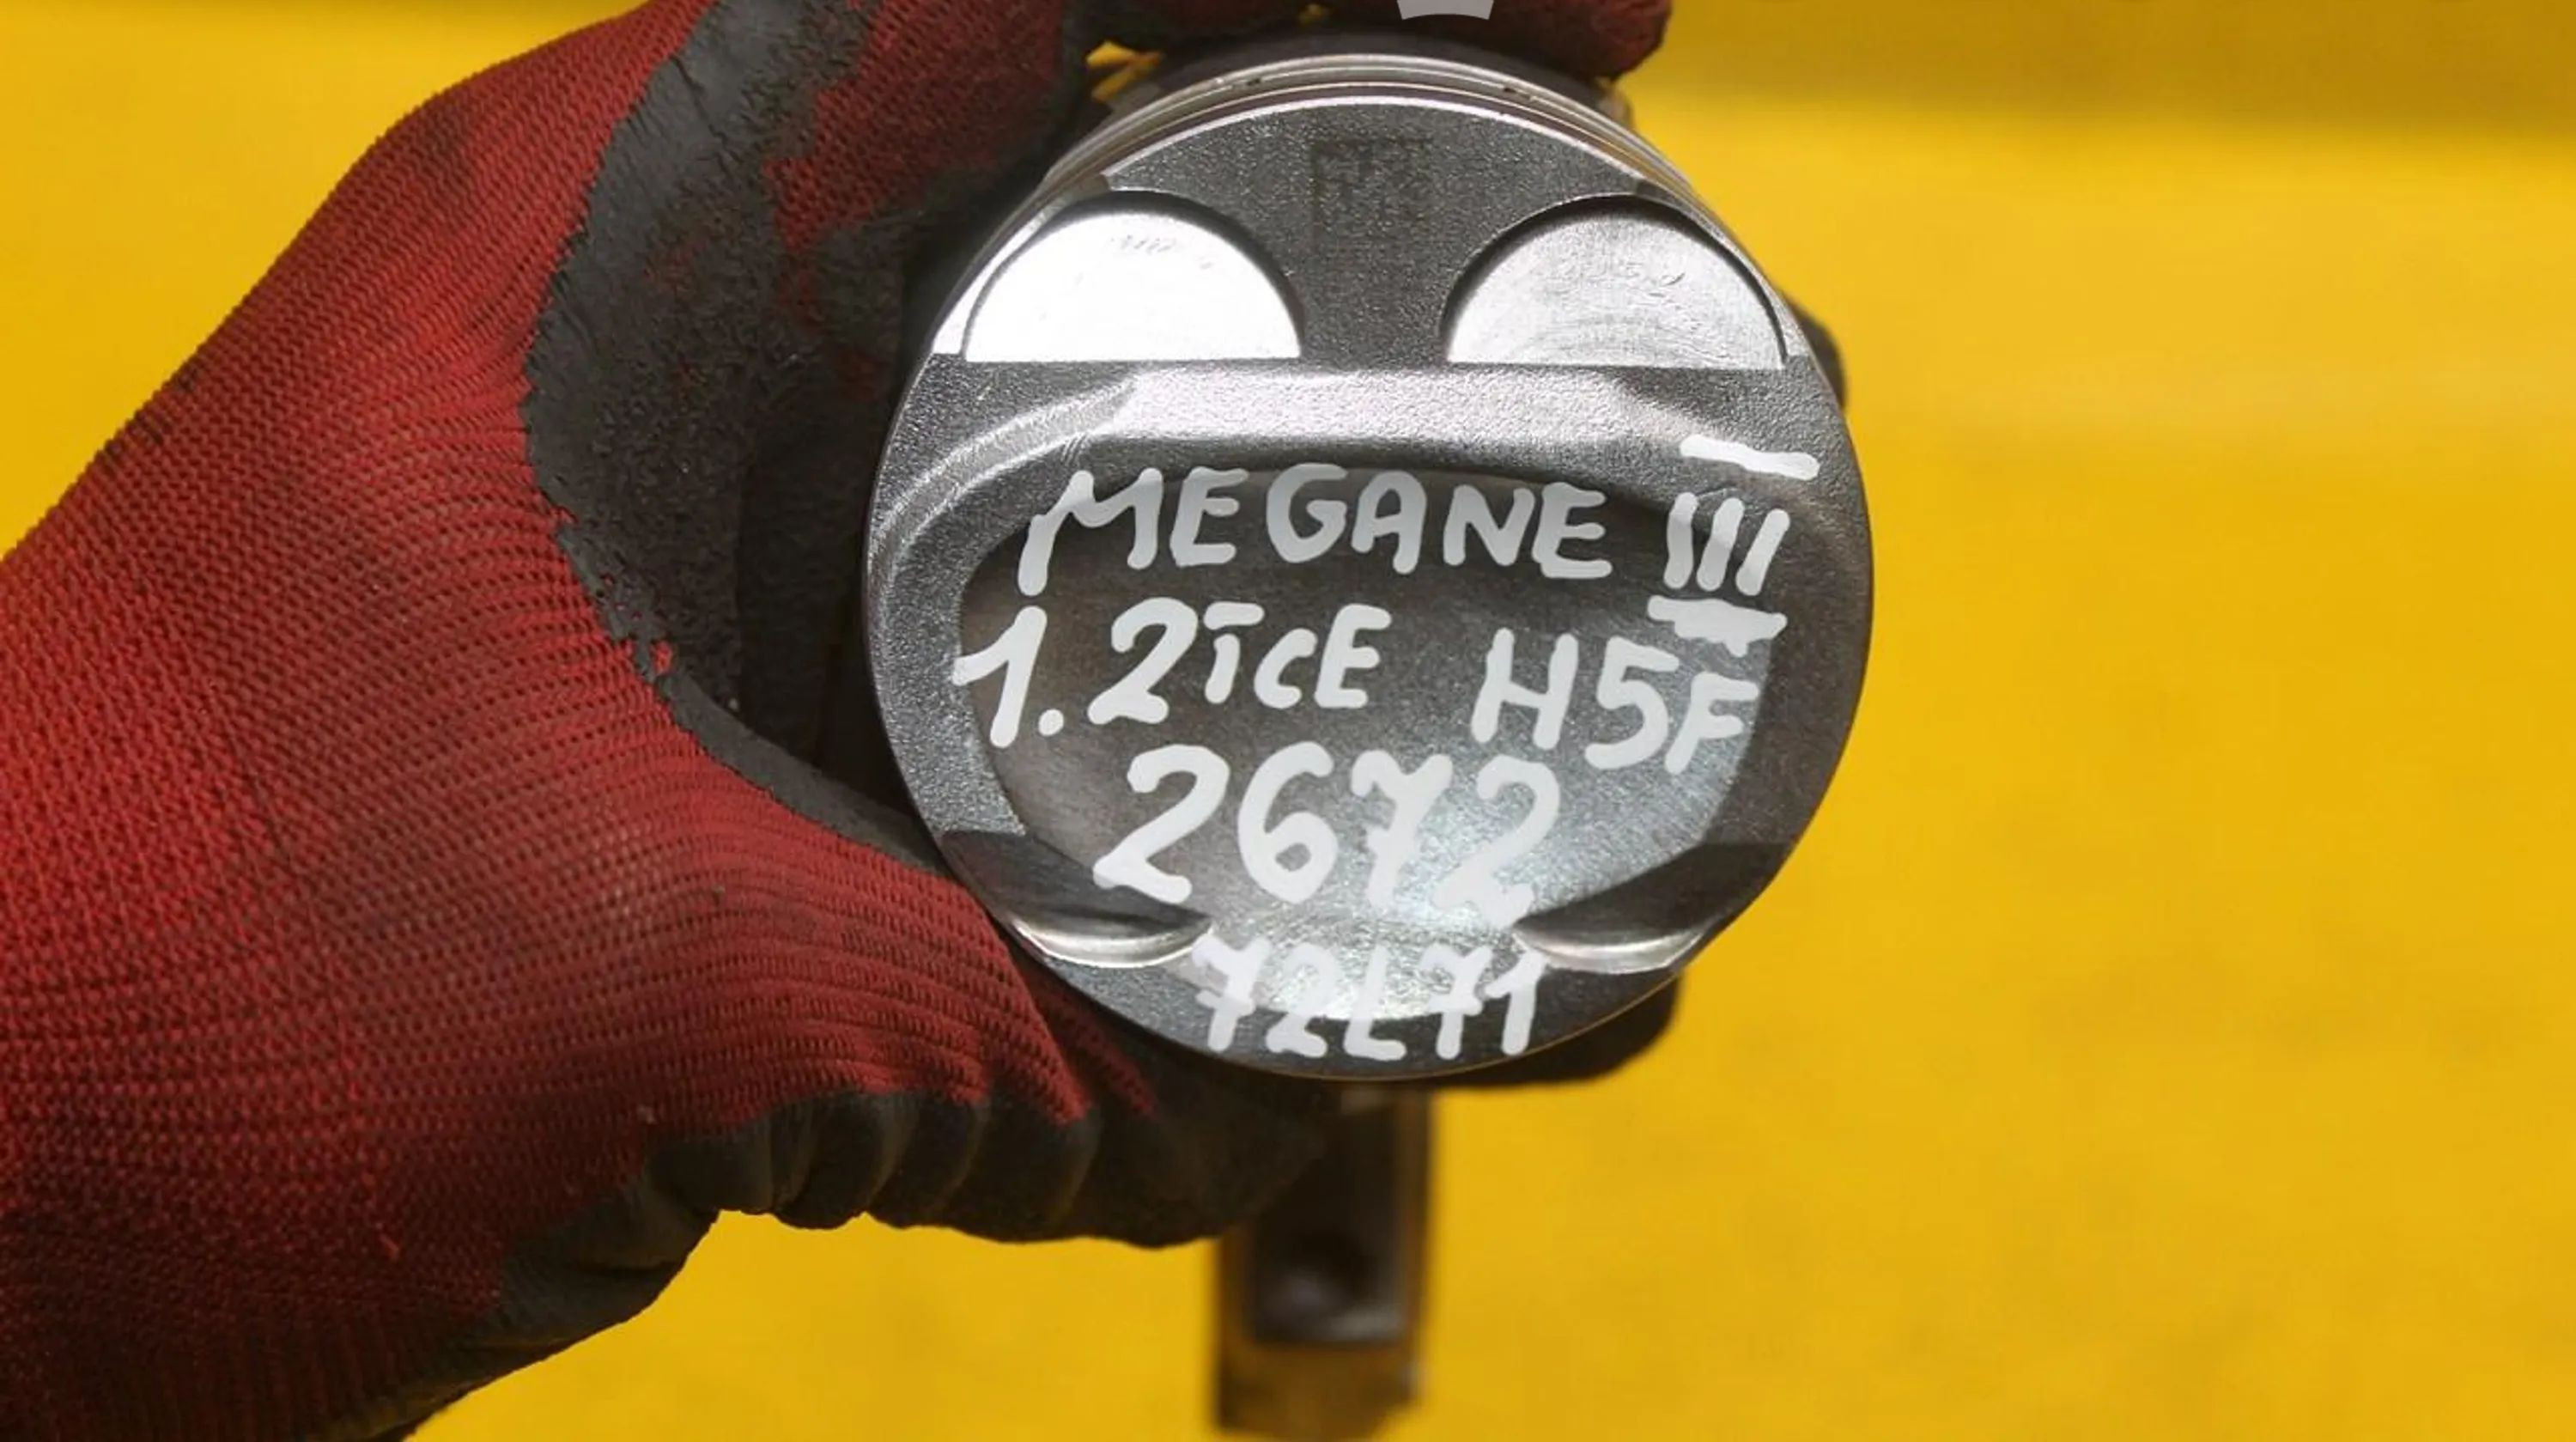 MEGANE III
1.2TCE H5F
2672
72L71